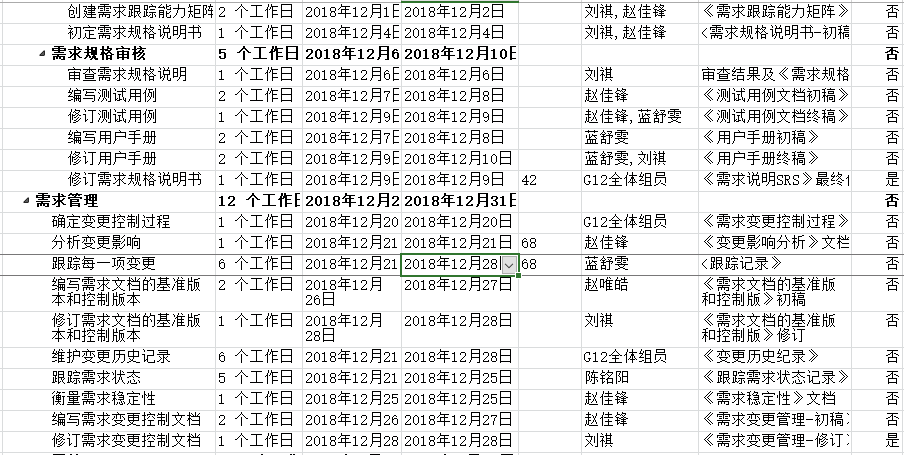 创建需求跟踪能力矩阵 2 个工作日 2018年12月1日 2018年12月2日 刘祺,赵佳锋 《需求跟踪能力矩阵》 否
初定需求规格说明书 1 个工作日 2018年12月4日 2018年12月4日 刘祺,赵佳锋 <需求规格说明书-初稿 否
需求规格审核 5 个工作日 2018年12月6 2018年12月10日 否
审查需求规格说明 1 个工作日 2018年12月6日 2018年12月6日 刘祺 审查结果及《需求规格 否
编写测试用例 2 个工作日 2018年12月7日 2018年12月8日 赵佳锋 《测试用例文档初稿》 否
修订测试用例 1 个工作日 2018年12月9日 2018年12月9日 赵佳锋,蓝舒雯 《测试用例文档终稿》 否
编写用户手册 2 个工作日 2018年12月7日 2018年12月8日 蓝舒雯 《用户手册初稿》 否
修订用户手册 2 个工作日 2018年12月9日 2018年12月10日 蓝舒雯,刘祺 《用户手册终稿》 否
修订需求规格说明书 1 个工作日 2018年12月9日 2018年12月9日 42 G12全体组员 《需求说明SRS》最终 是
需求管理 12 个工作日 2018年12月2 2018年12月31日 否
确定变更控制过程 1 个工作日 2018年12月20 2018年12月20日 G12全体组员 《需求变更控制过程》 否
分析变更影响 1 个工作日 2018年12月21 2018年12月21日 68 赵佳锋 《变更影响分析》文档 否
跟踪每一项变更 6 个工作日 2018年12月21 2018年12月28 68 蓝舒雯 <跟踪记录》 否
编写需求文档的基准版本和控制版本 2 个工作日 2018年12月26日 2018年12月27日 赵唯皓 《需求文档的基准版和控制版本》初稿 否
修订需求文档的基准版本和控制版本 1 个工作日 2018年12月28日 2018年12月28日 刘祺 《需求文档的基准版和控制版本》修订 否
维护变更历史记录 6 个工作日 2018年12月21 2018年12月28日 G12全体组员 《变更历史纪录》 否
跟踪需求状态 5 个工作日 2018年12月21 2018年12月25日 陈铭阳 《跟踪需求状态记录》 否
衡量需求稳定性 1 个工作日 2018年12月25 2018年12月25日 赵佳锋 《需求稳定性》文档 否
编写需求变更控制文档 2 个工作日 2018年12月26 2018年12月27日 赵佳锋 《需求变更管理-初稿 否
修订需求变更控制文档 1 个工作日 2018年12月28 2018年12月28日 刘祺 《需求变更管理-修订 是